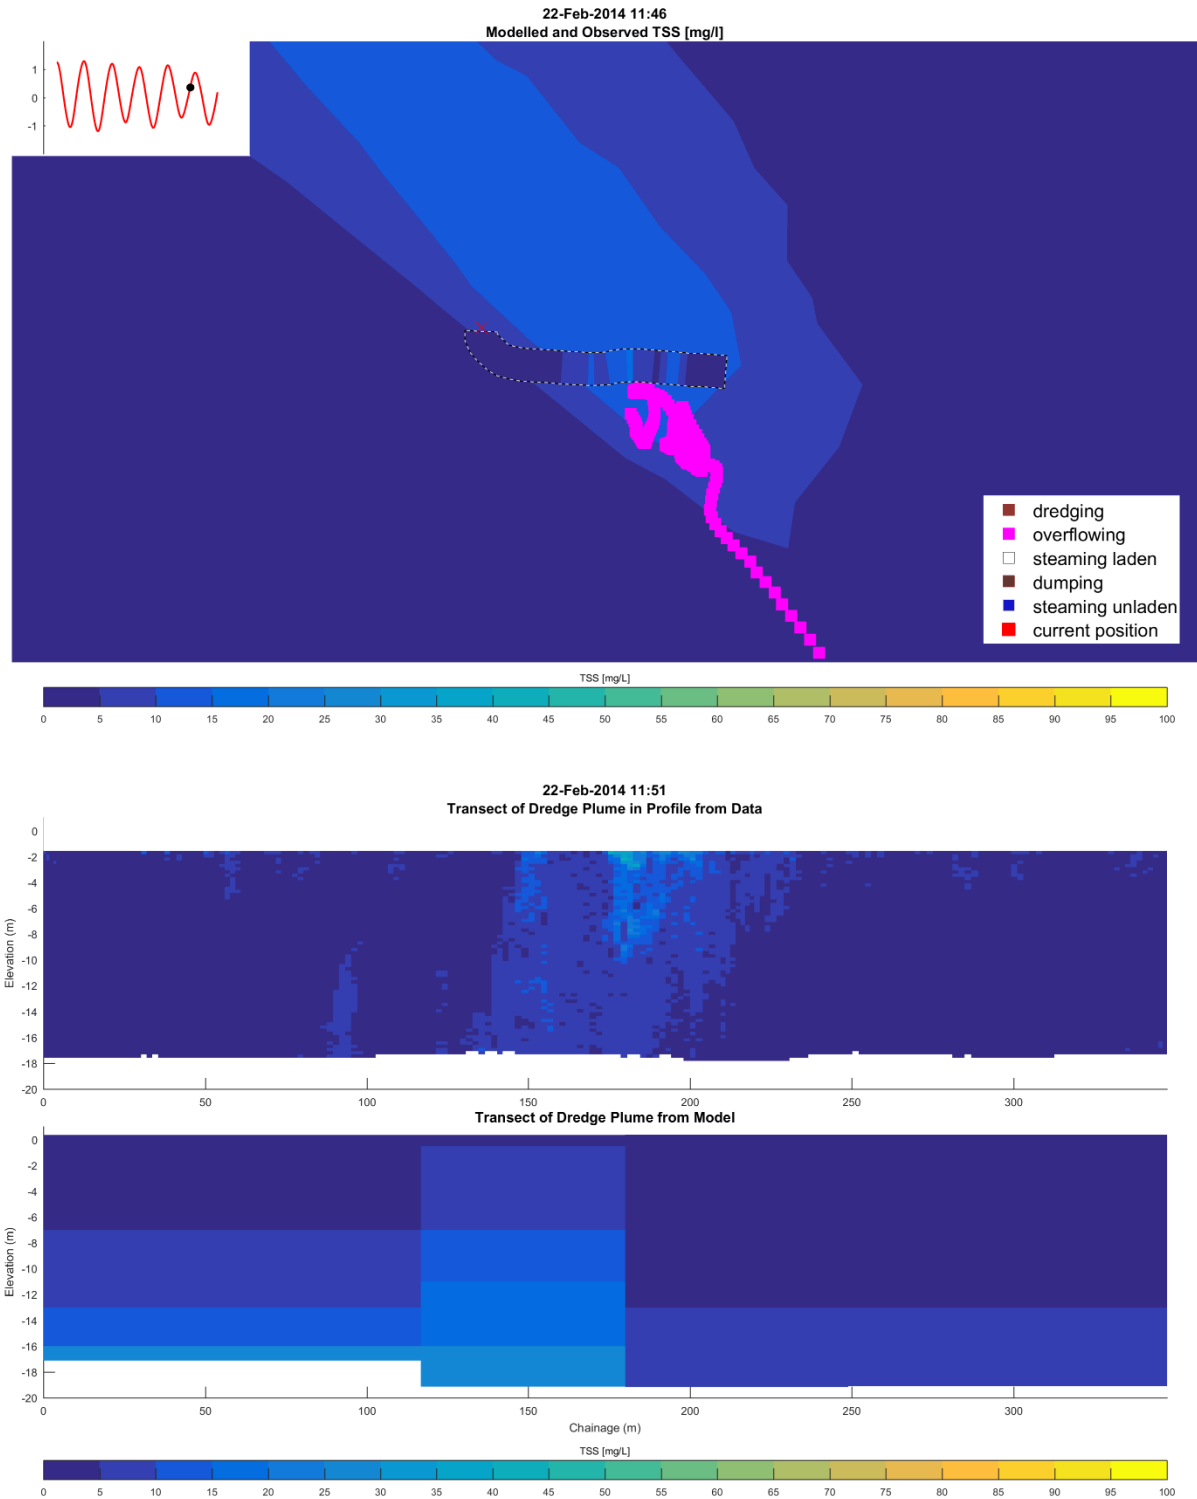 22-Feb-2014 11:46
Modelled and Observed TSS [mg/l]
1
0
-1
dredging
overflowing
steaming laden
dumping
steaming unladen
current position
TSS [mg/L]
0 5 10 15 20 25 30 35 40 45 50 55 60 65 70 75 80 85 90 95 100
22-Feb-2014 11:51
Transect of Dredge Plume in Profile from Data
Elevation (m)
0
-2
-4
-6
-8
-10
-12
-14
-16
-18
-20
0 50 100 150 200 250 300
Transect of Dredge Plume from Model
Elevation (m)
0
-2
-4
-6
-8
-10
-12
-14
-16
-18
-20
0 50 100 150 200 250 300
Chainage (m)
TSS [mg/L]
0 5 10 15 20 25 30 35 40 45 50 55 60 65 70 75 80 85 90 95 100